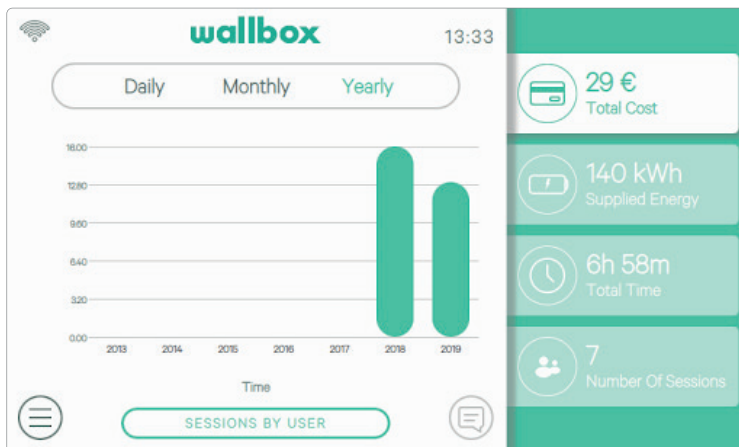 wallbox
13:33
Daily Monthly Yearly
16.00
12.80
9.60
6.40
3.20
0.00
2013 2014 2015 2016 2017 2018 2019
Time
SESSIONS BY USER
29 €
Total Cost
140 kWh
Supplied Energy
6h 58m
Total Time
7
Number Of Sessions